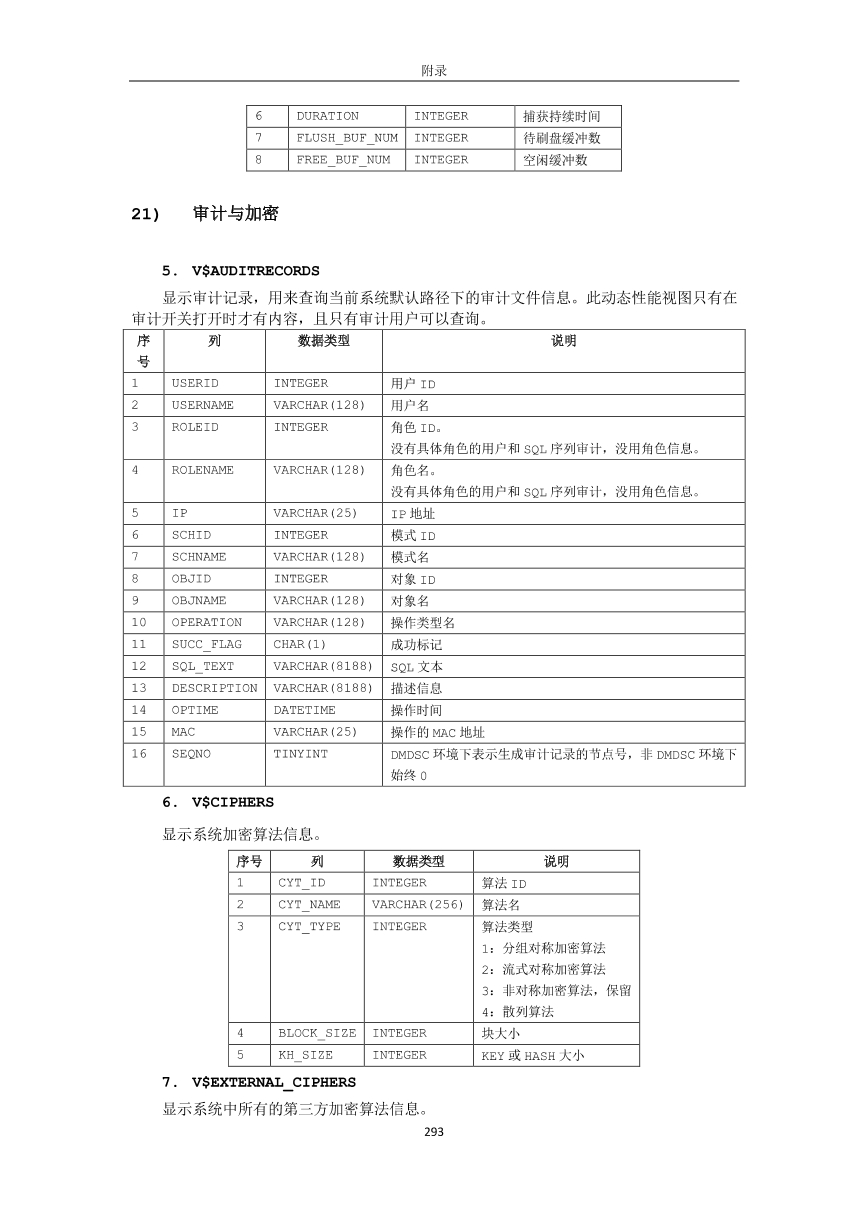 附录
6 DURATION INTEGER 捕获持续时间
7 FLUSH_BUF_NUM INTEGER 待刷盘缓冲数
8 FREE_BUF_NUM INTEGER 空闲缓冲数
21) 审计与加密
5. V$AUDITRECORDS
显示审计记录，用来查询当前系统默认路径下的审计文件信息。此动态性能视图只有在
审计开关打开时才有内容，且只有审计用户可以查询。
序 列 数据类型 说明
号
1 USERID INTEGER 用户 ID
2 USERNAME VARCHAR(128) 用户名
3 ROLEID INTEGER 角色 ID。
没有具体角色的用户和 SQL 序列审计，没用角色信息。
4 ROLENAME VARCHAR(128) 角色名。
没有具体角色的用户和 SQL 序列审计，没用角色信息。
5 IP VARCHAR(25) IP 地址
6 SCHID INTEGER 模式 ID
7 SCHNAME VARCHAR(128) 模式名
8 OBJID INTEGER 对象 ID
9 OBJNAME VARCHAR(128) 对象名
10 OPERATION VARCHAR(128) 操作类型名
11 SUCC_FLAG CHAR(1) 成功标记
12 SQL_TEXT VARCHAR(8188) SQL 文本
13 DESCRIPTION VARCHAR(8188) 描述信息
14 OPTIME DATETIME 操作时间
15 MAC VARCHAR(25) 操作的 MAC 地址
16 SEQNO TINYINT DMDSC 环境下表示生成审计记录的节点号，非 DMDSC 环境下
始终 0
6. V$CIPHERS
显示系统加密算法信息。
序号 列 数据类型 说明
1 CYT_ID INTEGER 算法 ID
2 CYT_NAME VARCHAR(256) 算法名
3 CYT_TYPE INTEGER 算法类型
1：分组对称加密算法
2：流式对称加密算法
3：非对称加密算法，保留
4：散列算法
4 BLOCK_SIZE INTEGER 块大小
5 KH_SIZE INTEGER KEY 或 HASH 大小
7. V$EXTERNAL_CIPHERS
显示系统中所有的第三方加密算法信息。
293